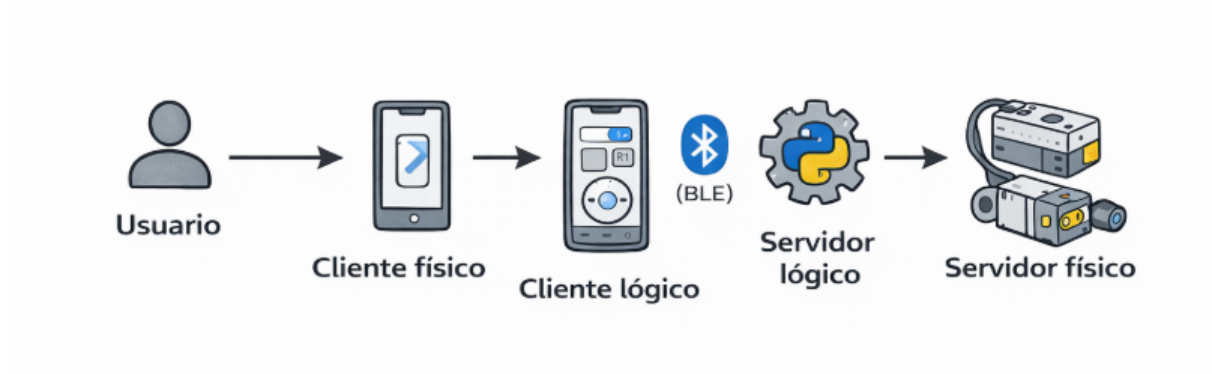 Usuario
Cliente físico
R1
Cliente lógico
(BLE)
Servidor
lógico
Servidor físico